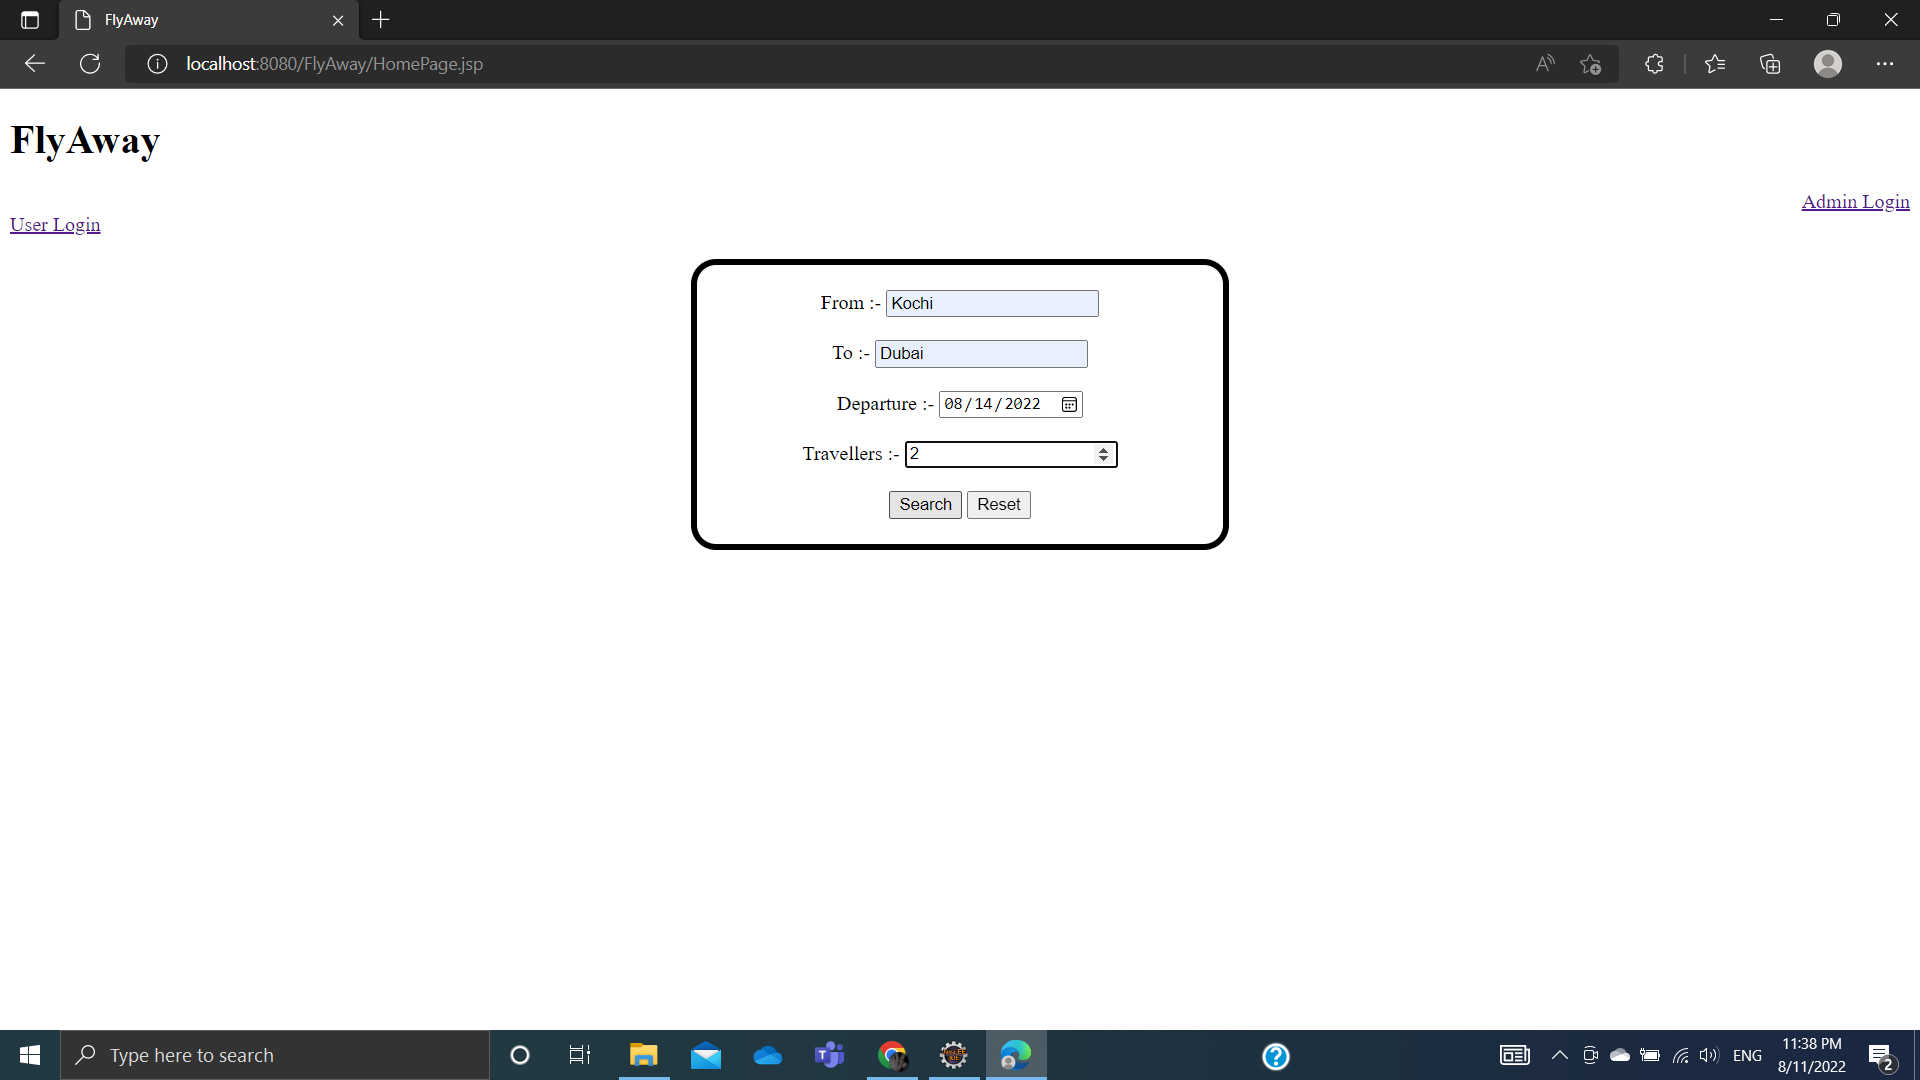 FlyAway
localhost:8080/FlyAway/HomePage.jsp
FlyAway
Admin Login
User Login
From :- Kochi
To :- Dubai
Departure :- 08/14/2022
Travellers :- 2
Search Reset
Type here to search
ENG
11:38 PM
8/11/2022
2